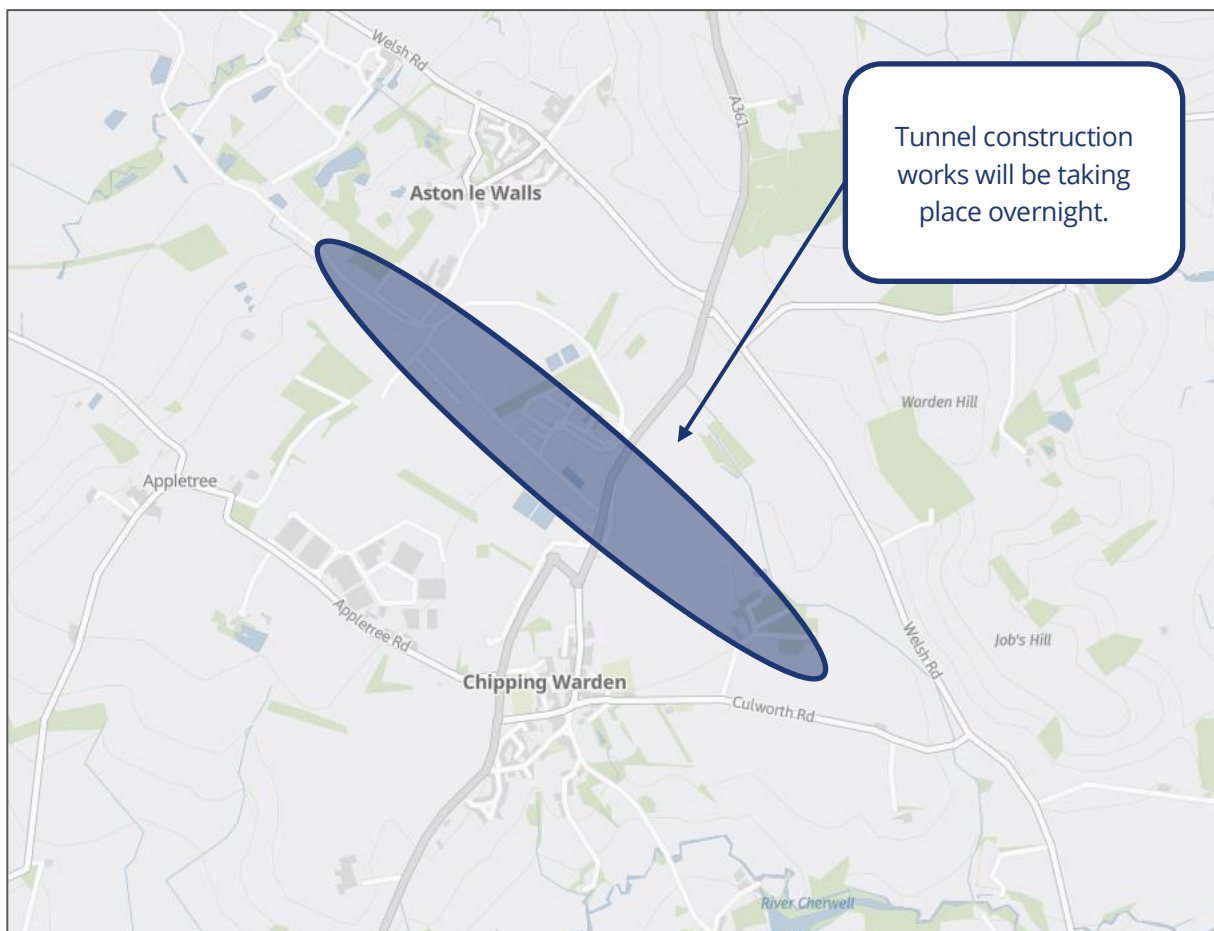 Welsh Rd
A361
Tunnel construction
works will be taking
place overnight.
Aston le Walls
Warden Hill
Appletree
Appletree Rd
Job's Hill
Welsh Rd
Chipping Warden
Culworth Rd
River Cherwell